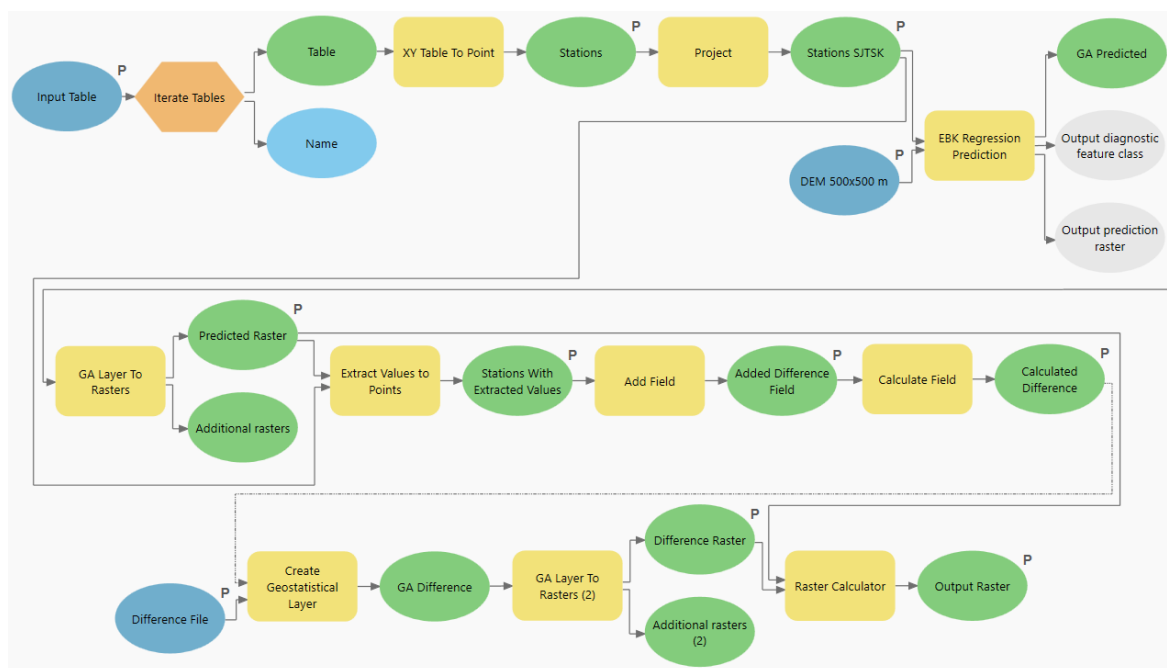 P
Table
XY Table To Point
P
Stations
Project
P
Stations SJTSK
P
GA Predicted
P
Input Table
Iterate Tables
Name
EBK Regression
Prediction
Output diagnostic
feature class
P
DEM 500x500 m
Output prediction
raster
P
Predicted Raster
GA Layer To
Rasters
Additional rasters
Extract Values to
Points
P
Stations With
Extracted Values
Add Field
P
Added Difference
Field
Calculate Field
P
Calculated
Difference
P
Difference File
Create
Geostatistical
Layer
GA Difference
GA Layer To
Rasters (2)
P
Difference Raster
Additional rasters
(2)
Raster Calculator
P
Output Raster